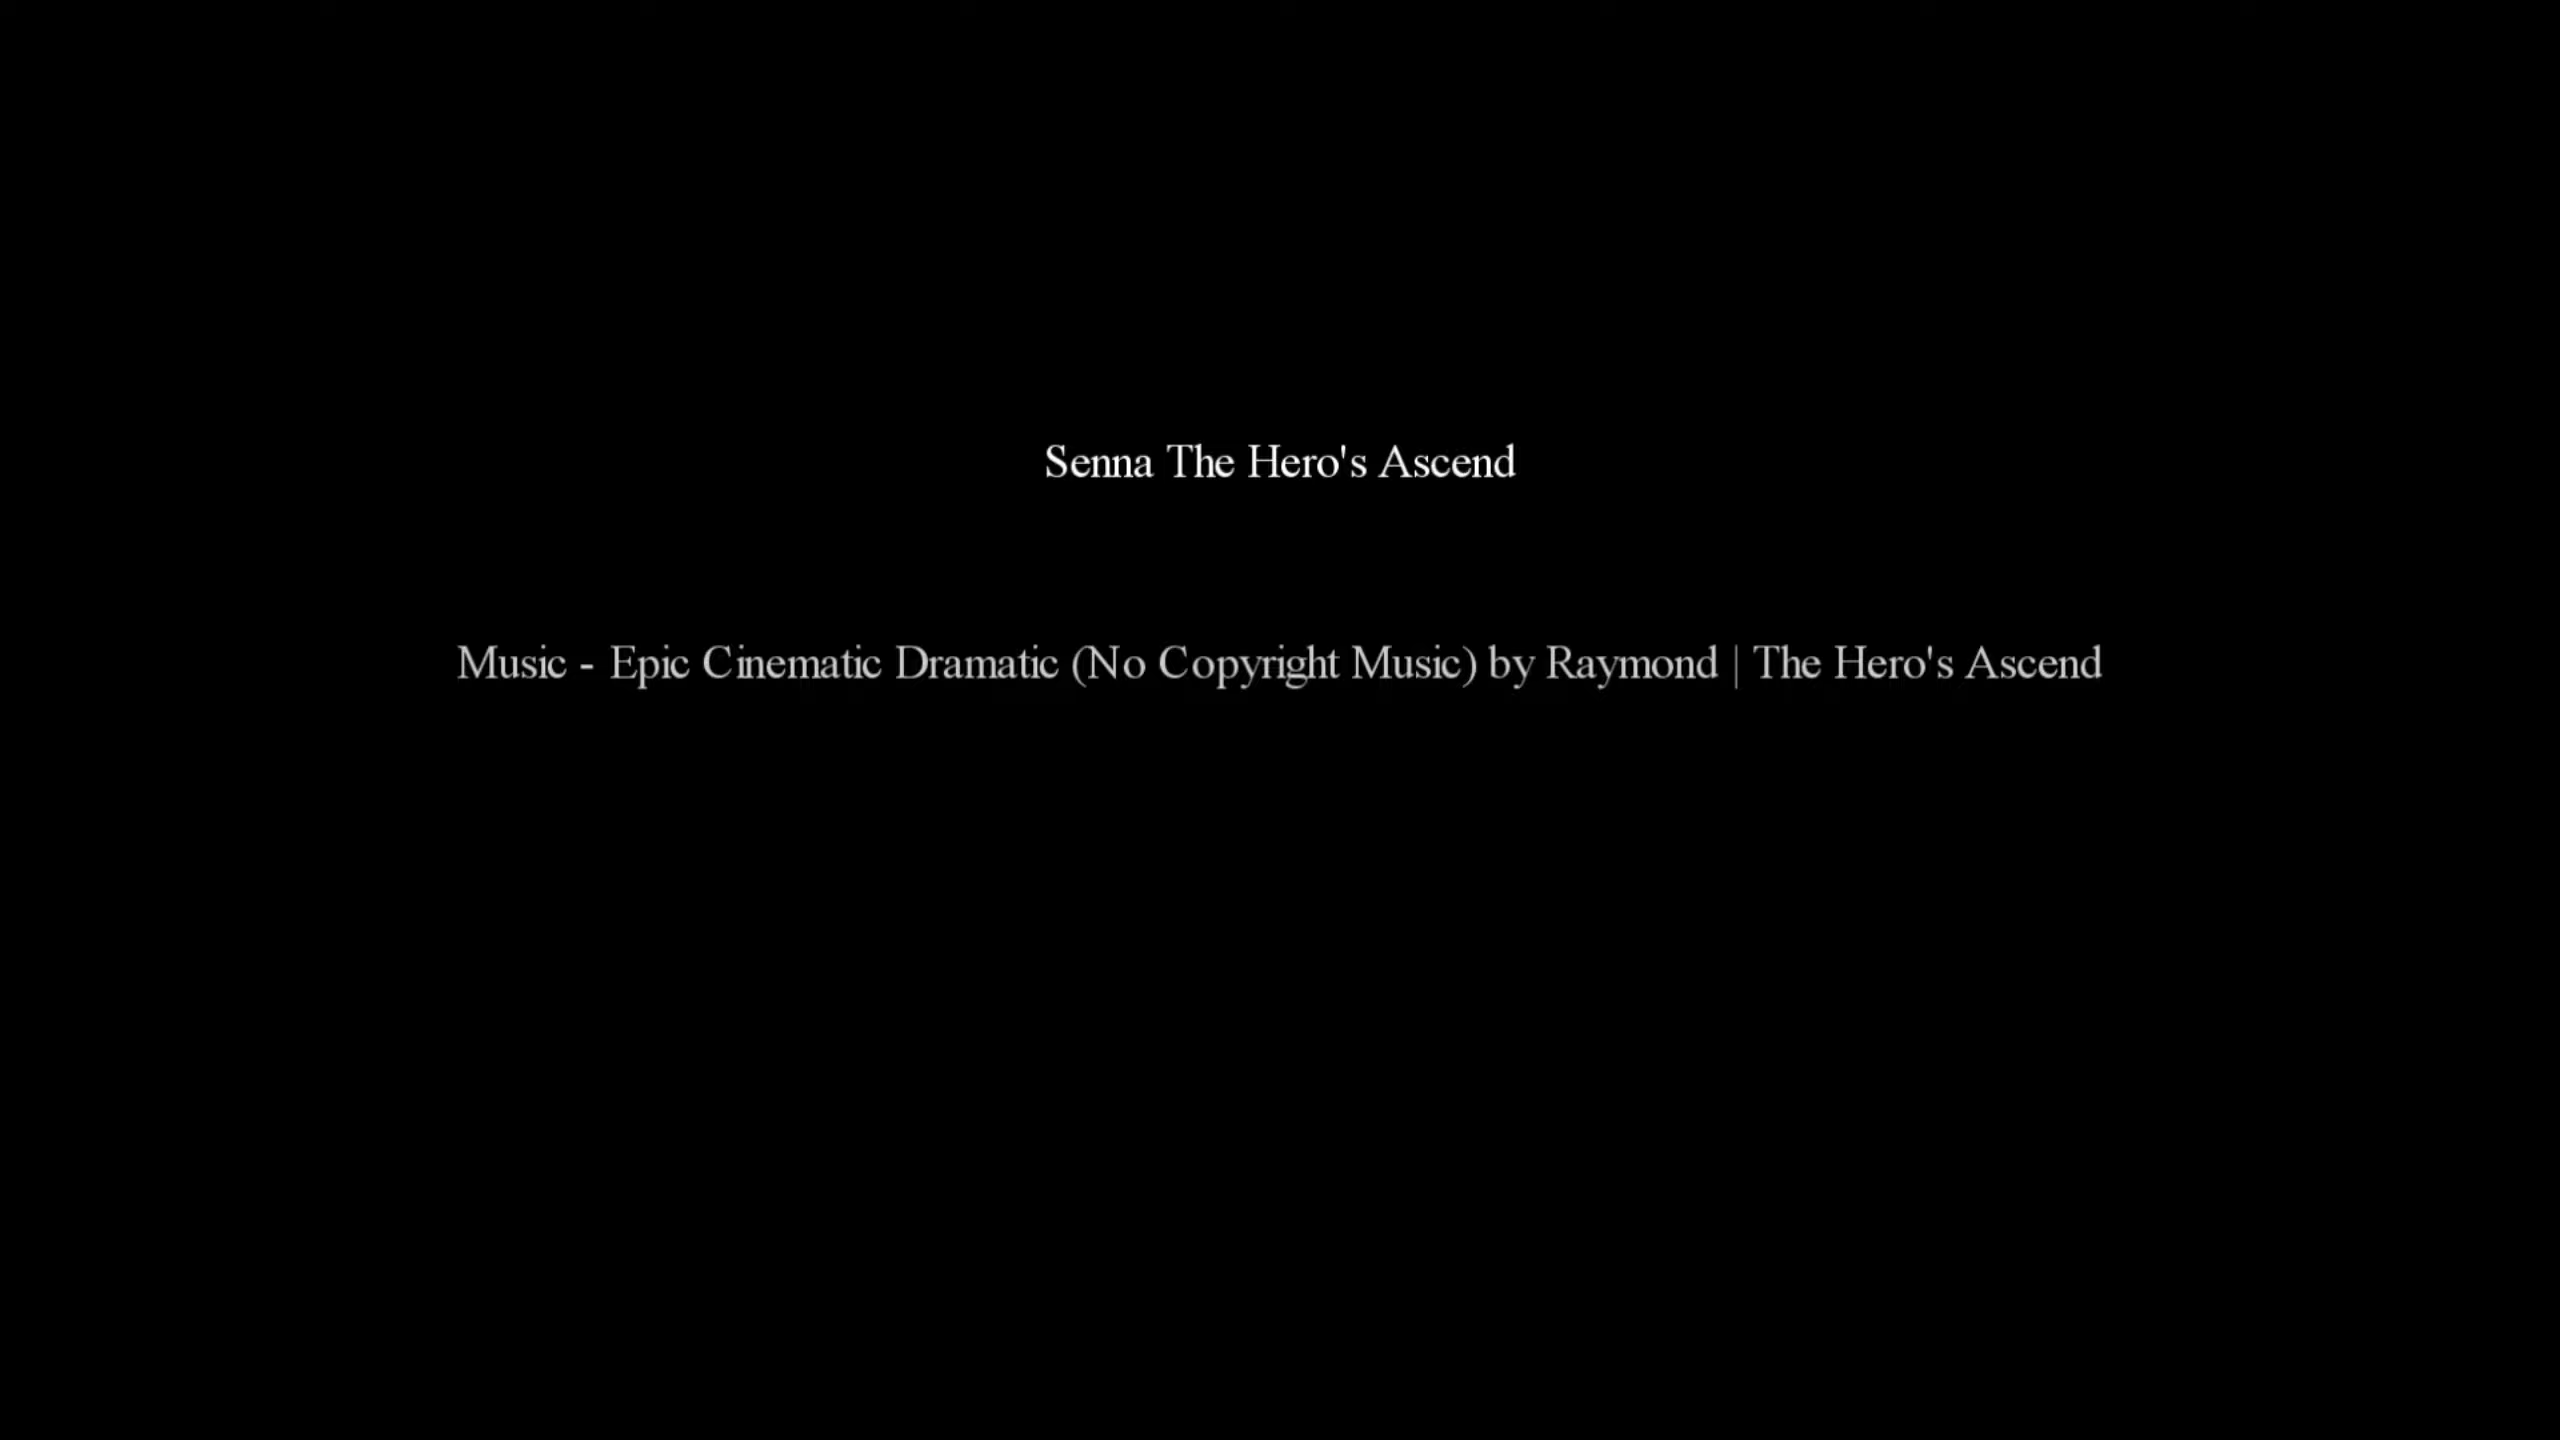 Senna The Hero's Ascend
Music - Epic Cinematic Dramatic (No Copyright Music) by Raymond | The Hero's Ascend